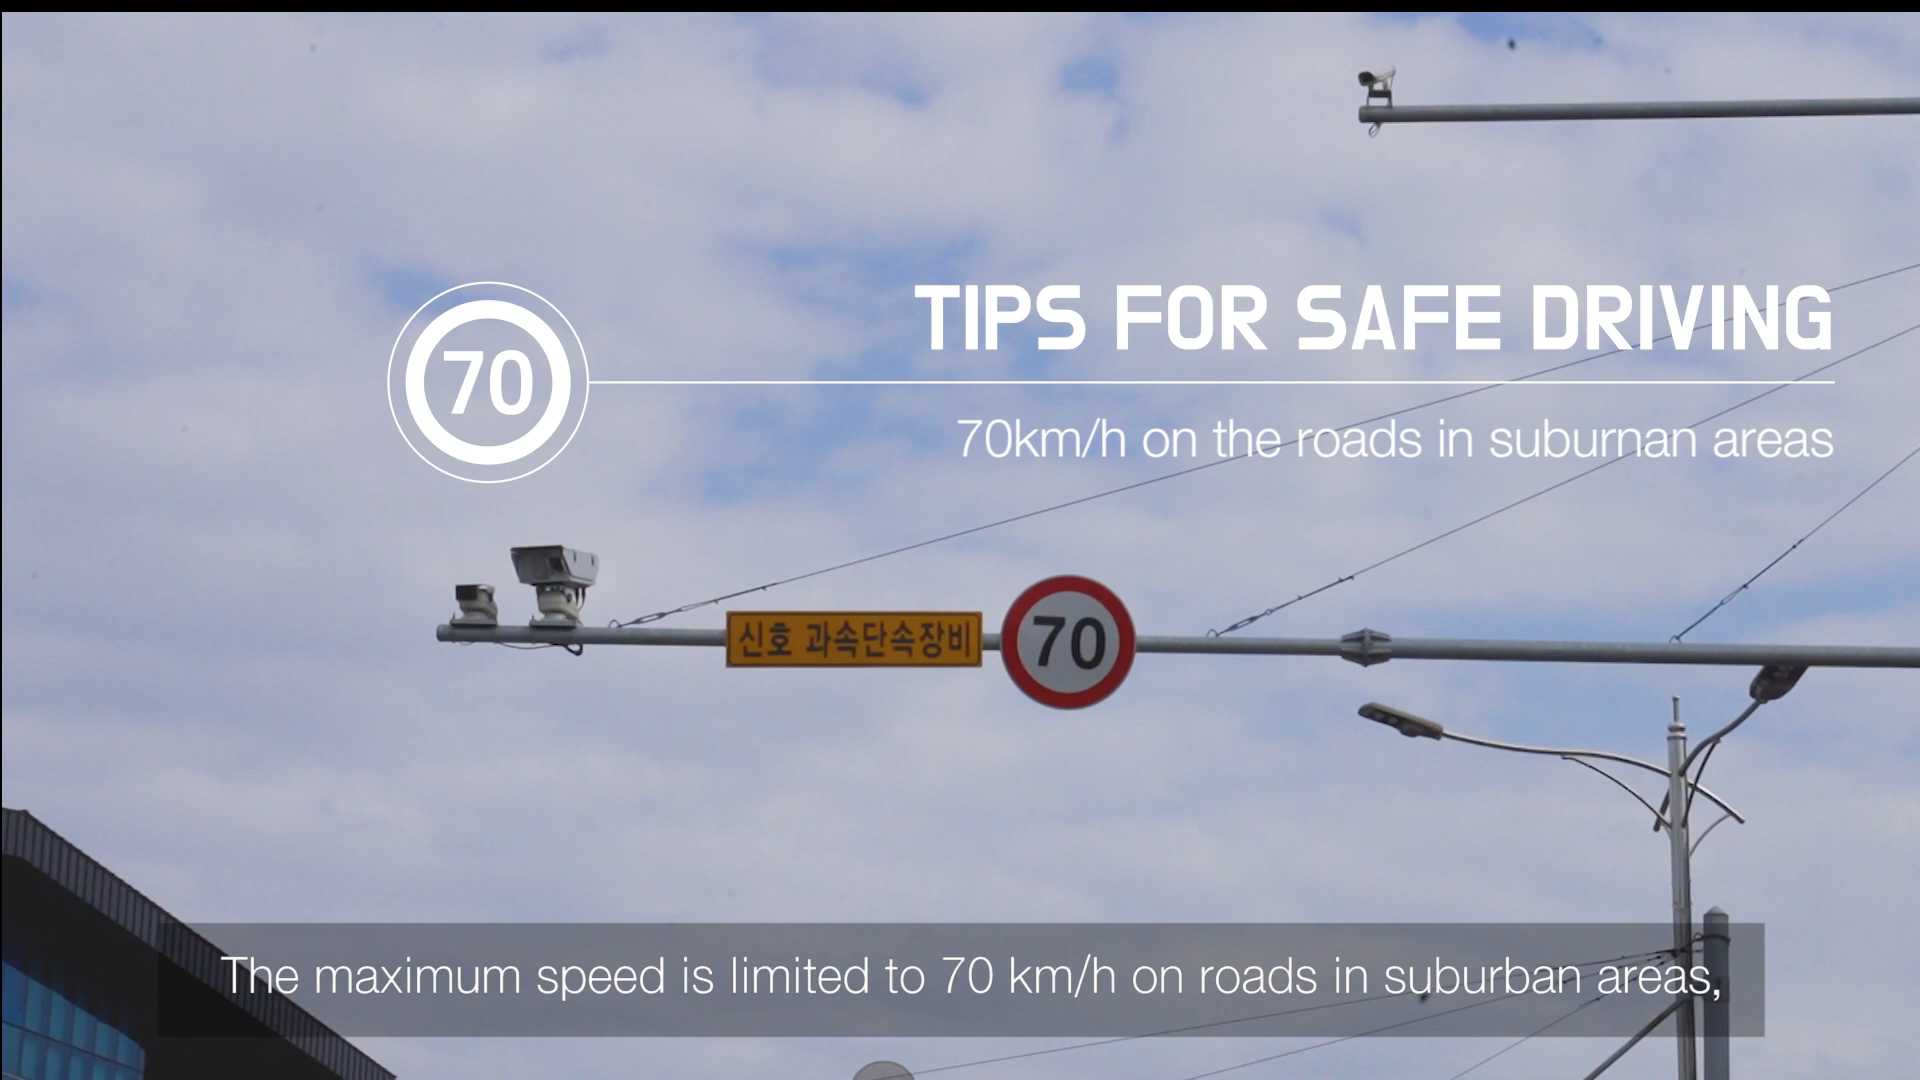 TIPS FOR SAFE DRIVING
70
70km/h on the roads in suburnan areas
신호 과속단속장비
70
The maximum speed is limited to 70 km/h on roads in suburban areas,